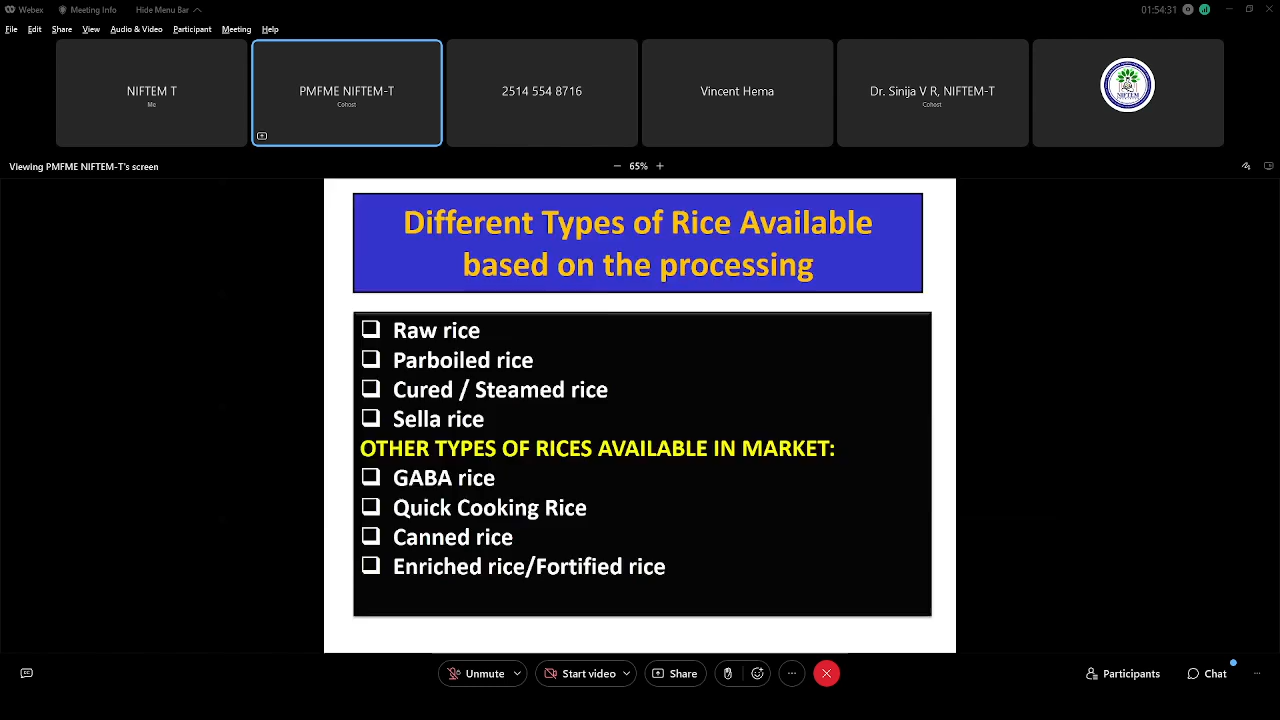 Webex
Meeting Info
Hide Menu Bar
01:54:31
File Edit Share View Audio & Video Participant Meeting Help
NIFTEM T
Me
PMFME NIFTEM-T
Cohost
2514 554 8716
Vincent Hema
Dr. Sinija V R, NIFTEM-T
Cohost
NIFTEM
Viewing PMFME NIFTEM-T's screen
65%
Different Types of Rice Available
based on the processing
Raw rice
Parboiled rice
Cured / Steamed rice
Sella rice
OTHER TYPES OF RICES AVAILABLE IN MARKET:
GABA rice
Quick Cooking Rice
Canned rice
Enriched rice/Fortified rice
Unmute
Start video
Share
Participants
Chat